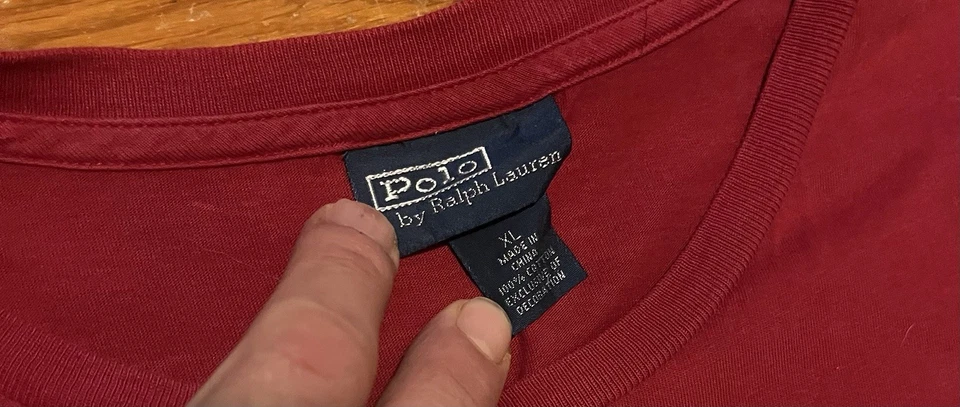 Polo
by Ralph Lauren
XL
MADE IN
CHINA
100% COTTON
EXCLUSIVE OF
DECORATION